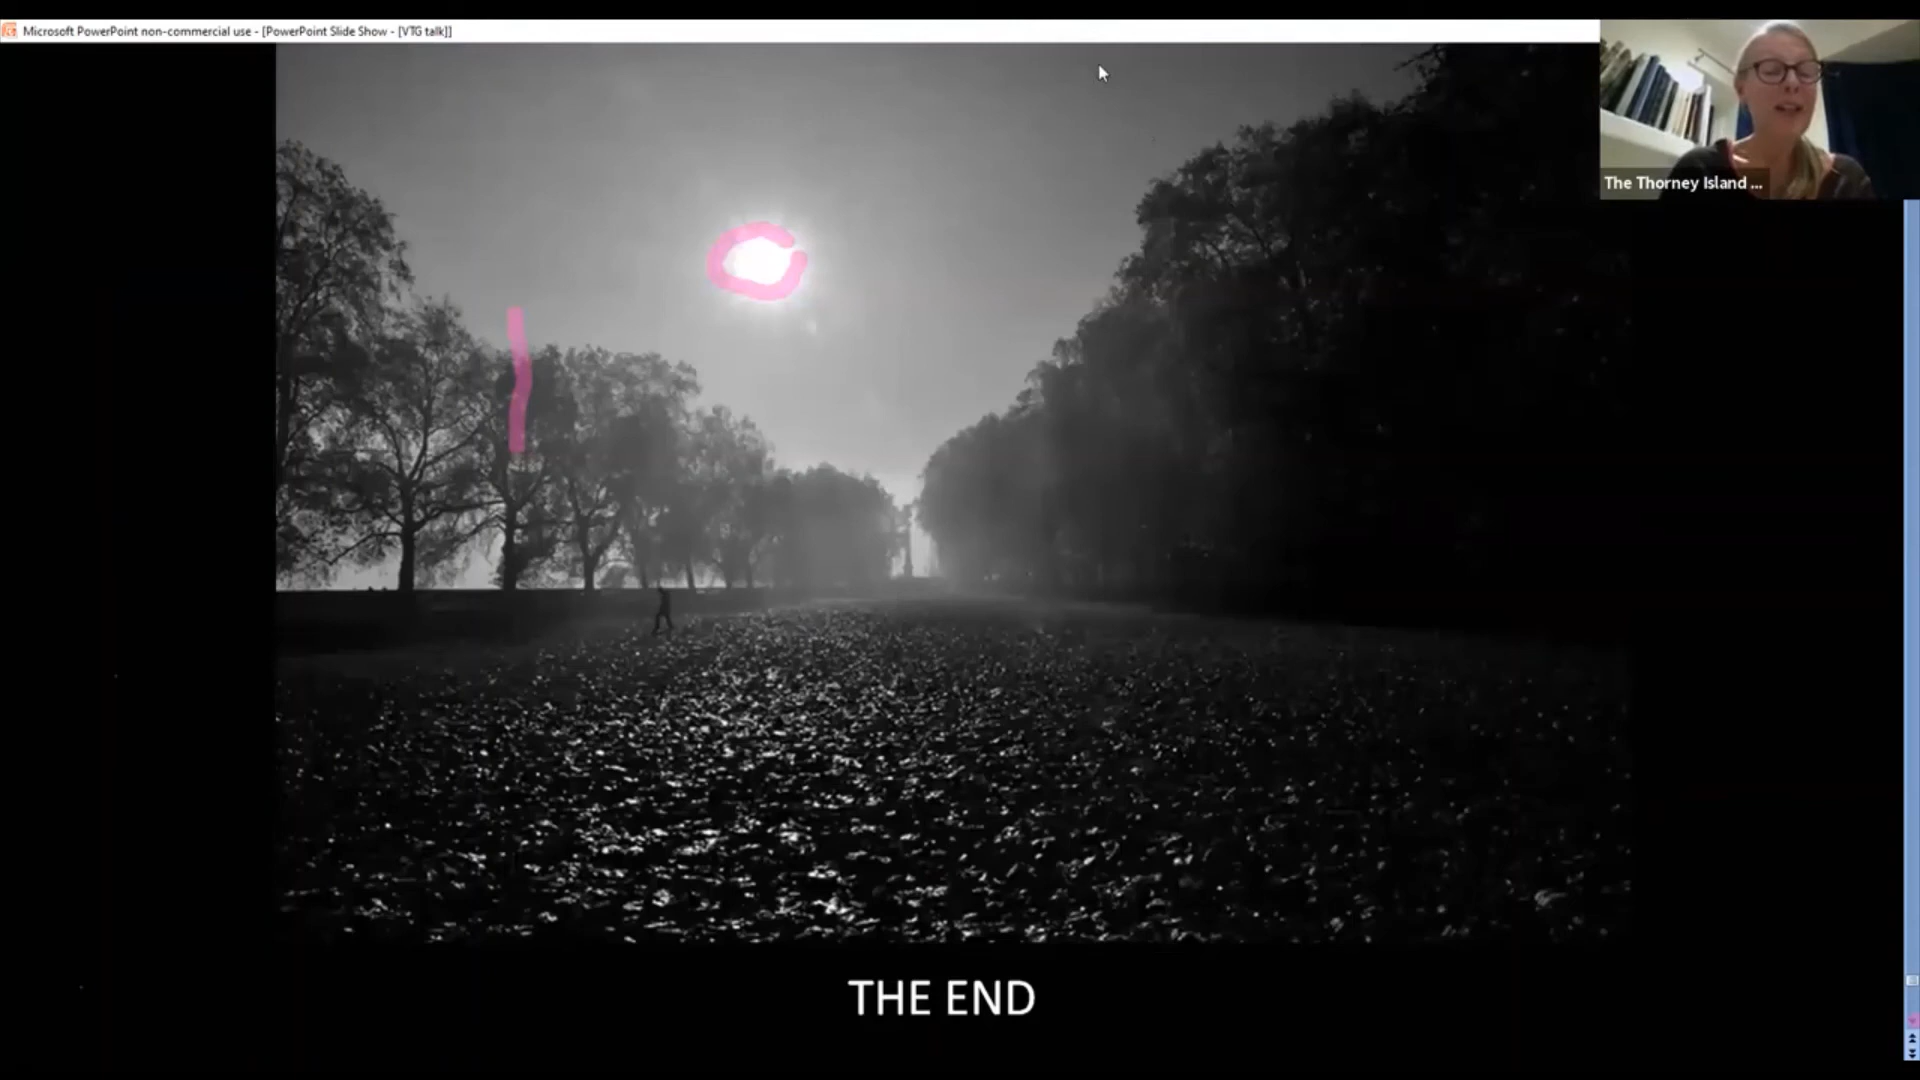 Microsoft PowerPoint non-commercial use - [PowerPoint Slide Show - [VTG talk]]
The Thorney Island ...
THE END